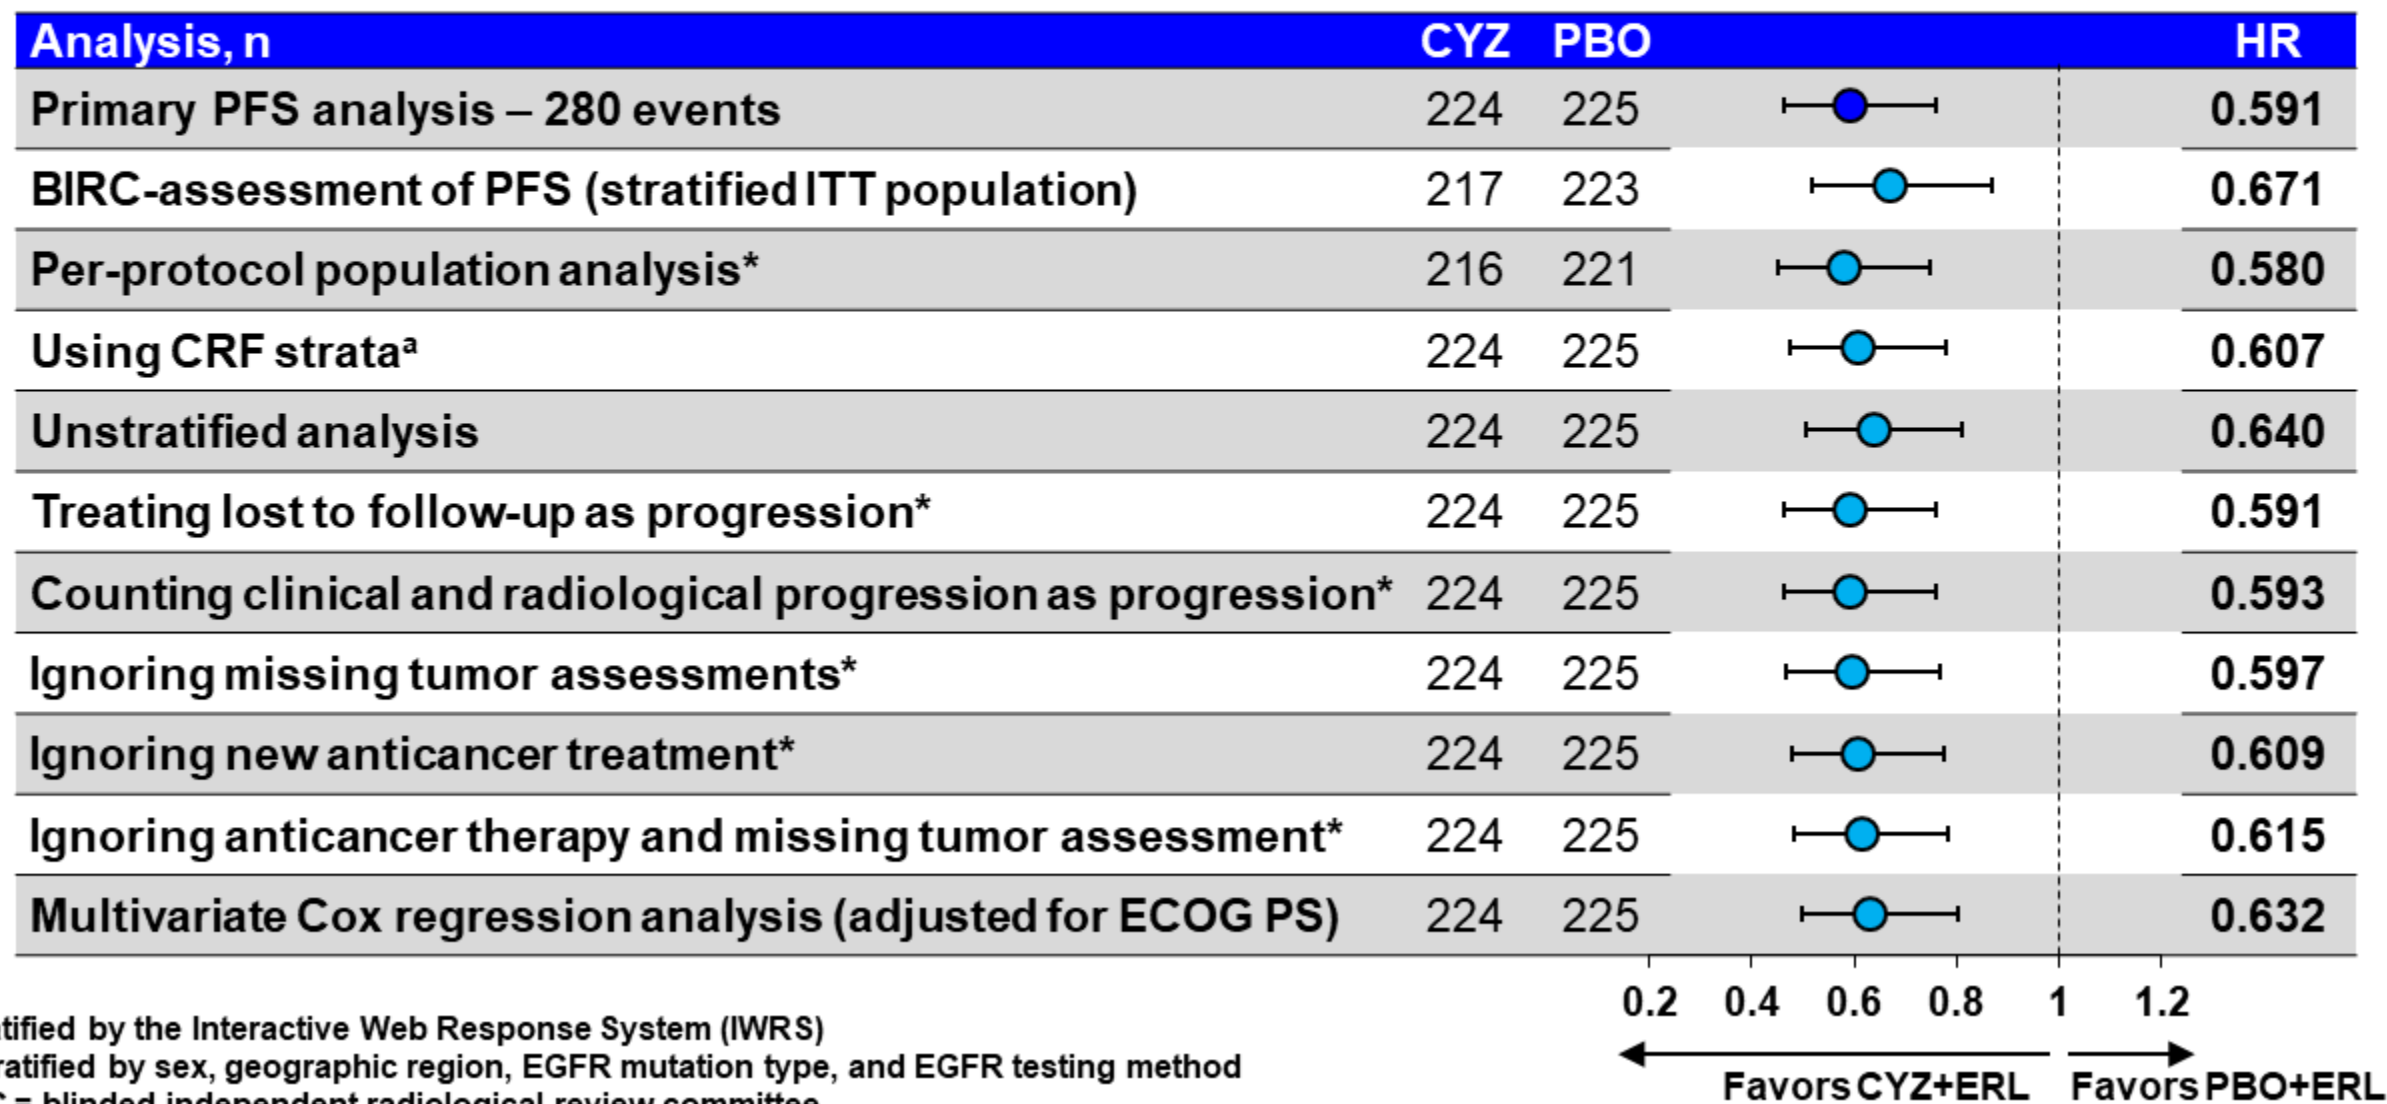 Analysis, n CYZ PBO HR
Primary PFS analysis – 280 events 224 225 0.591
BIRC-assessment of PFS (stratified ITT population) 217 223 0.671
Per-protocol population analysis* 216 221 0.580
Using CRF strataᵃ 224 225 0.607
Unstratified analysis 224 225 0.640
Treating lost to follow-up as progression* 224 225 0.591
Counting clinical and radiological progression as progression* 224 225 0.593
Ignoring missing tumor assessments* 224 225 0.597
Ignoring new anticancer treatment* 224 225 0.609
Ignoring anticancer therapy and missing tumor assessment* 224 225 0.615
Multivariate Cox regression analysis (adjusted for ECOG PS) 224 225 0.632
0.2 0.4 0.6 0.8 1 1.2
Favors CYZ+ERL Favors PBO+ERL
by the Interactive Web Response System (IWRS)
by sex, geographic region, EGFR mutation type, and EGFR testing method
= blinded independent radiological review committee